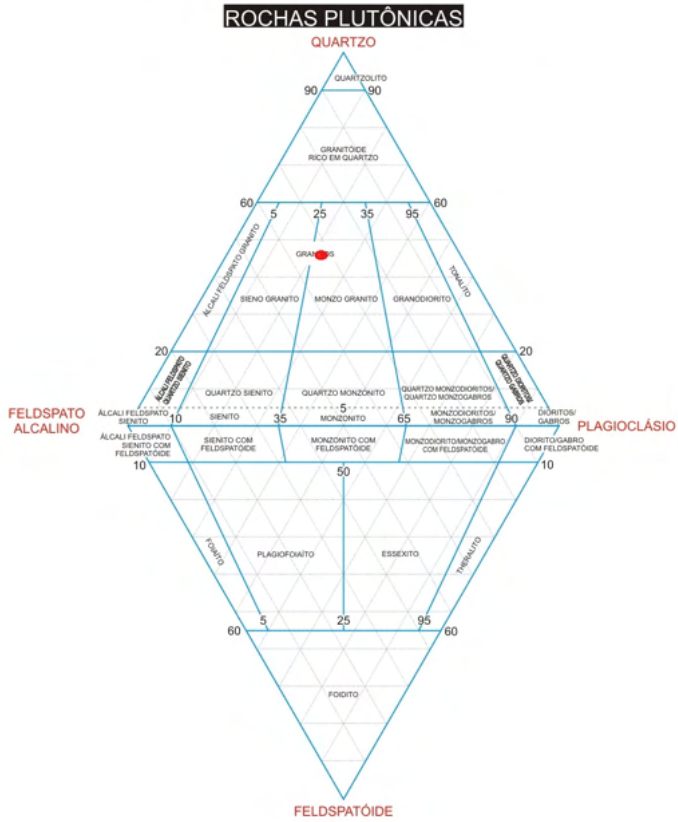 ROCHAS PLUTÔNICAS
QUARTZO
QUARTZOLITO
90 90
GRANITÓIDE
RICO EM QUARTZO
60 60
5 25 35 95
ÁLCALI FELDSPATO GRANITO
TONALITO
SIENO GRANITO MONZO GRANITO GRANODIORITO
20 20
ÁLCALI FELDSPATO
QUARTZO SIENITO
QUARTZO DIORITOS/
QUARTZO GABROS
QUARTZO SIENITO QUARTZO MONZONITO QUARTZO MONZODIORITOS/
QUARTZO MONZOGABROS
5
FELDSPATO
ALCALINO
ÁLCALI FELDSPATO
SIENITO
10
SIENITO
35
MONZONITO
65
MONZODIORITOS/
MONZOGABROS
90
DIORITOS/
GABROS
PLAGIOCLÁSIO
ÁLCALI FELDSPATO
SIENITO COM
FELDSPATÓIDE
SIENITO COM
FELDSPATÓIDE
MONZONITO COM
FELDSPATÓIDE
MONZODIORITO/MONZOGABRO
COM FELDSPATÓIDE
DIORITO/GABRO
COM FELDSPATÓIDE
10 50 10
FOIAÍTO
PLAGIOFOIAÍTO
ESSEXITO
THERALITO
5 25 95
60 60
FOIDITO
FELDSPATÓIDE